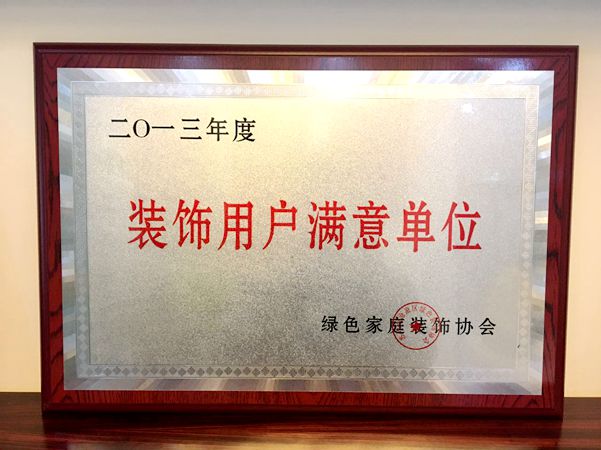 二〇一三年度
装饰用户满意单位
绿色家庭装饰协会